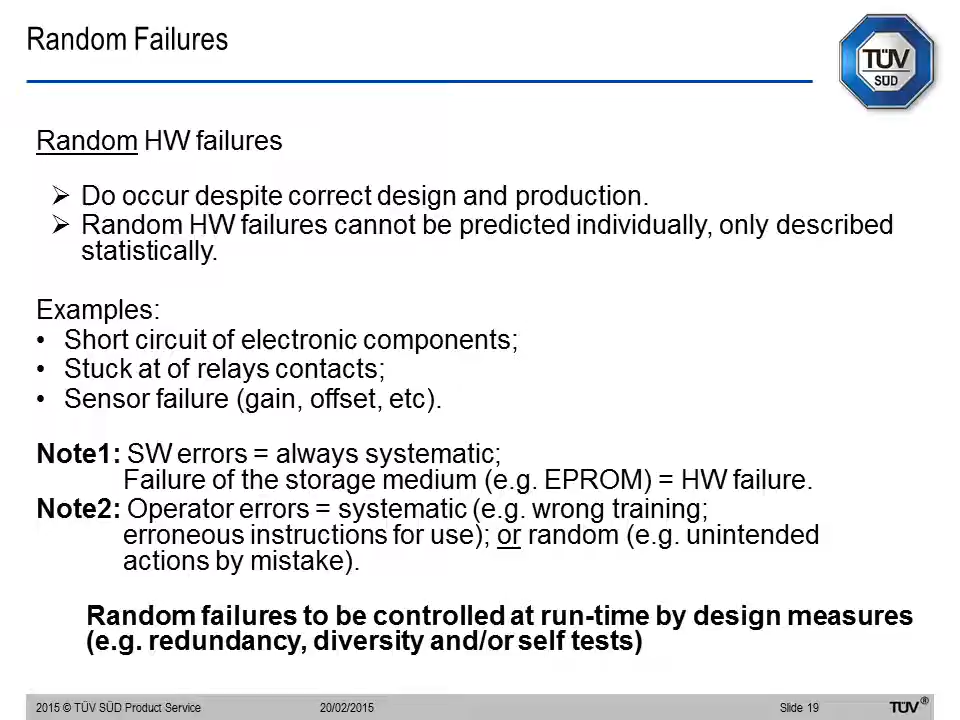 Random Failures
TÜV
SÜD
Random HW failures
➢ Do occur despite correct design and production.
➢ Random HW failures cannot be predicted individually, only described
statistically.
Examples:
• Short circuit of electronic components;
• Stuck at of relays contacts;
• Sensor failure (gain, offset, etc).
Note1: SW errors = always systematic;
Failure of the storage medium (e.g. EPROM) = HW failure.
Note2: Operator errors = systematic (e.g. wrong training;
erroneous instructions for use); or random (e.g. unintended
actions by mistake).
Random failures to be controlled at run-time by design measures
(e.g. redundancy, diversity and/or self tests)
2015 © TÜV SÜD Product Service 20/02/2015 Slide 19 TÜV®